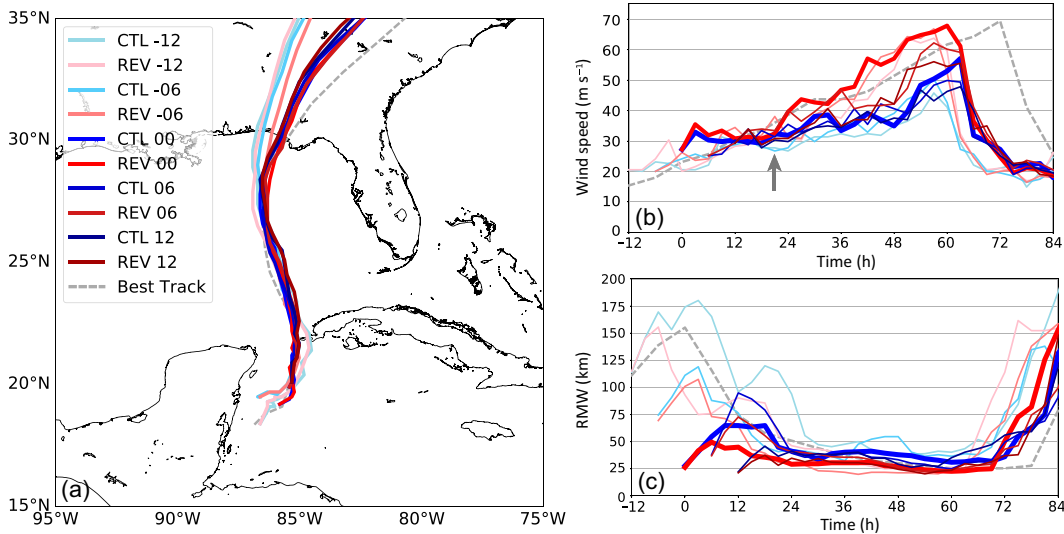 35°N
30°N
25°N
20°N
15°N
95°W
90°W
85°W
80°W
75°W
CTL -12
REV -12
CTL -06
REV -06
CTL 00
REV 00
CTL 06
REV 06
CTL 12
REV 12
Best Track
(a)
Wind speed (m s⁻¹)
80
70
60
50
40
30
20
10
0
−12
0
12
24
36
48
60
72
84
Time (h)
(b)
RMW (km)
200
175
150
125
100
75
50
25
0
−12
0
12
24
36
48
60
72
84
Time (h)
(c)